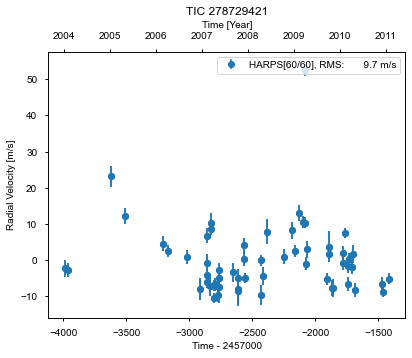 TIC 278729421
Time [Year]
2004 2005 2006 2007 2008 2009 2010 2011
HARPS[60/60], RMS: 9.7 m/s
50
40
30
20
10
0
−10
Radial Velocity [m/s]
−4000 −3500 −3000 −2500 −2000 −1500
Time - 2457000